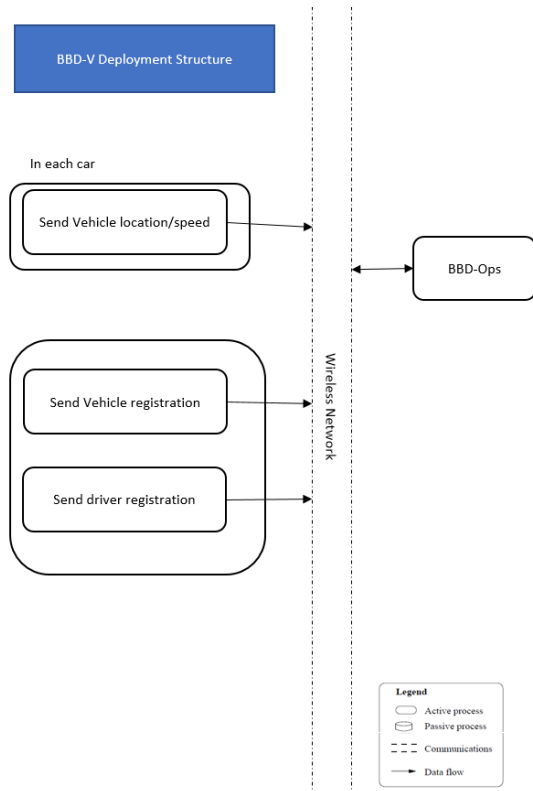 BBD-V Deployment Structure
In each car
Send Vehicle location/speed
BBD-Ops
Wireless Network
Send Vehicle registration
Send driver registration
Legend
Active process
Passive process
Communications
Data flow